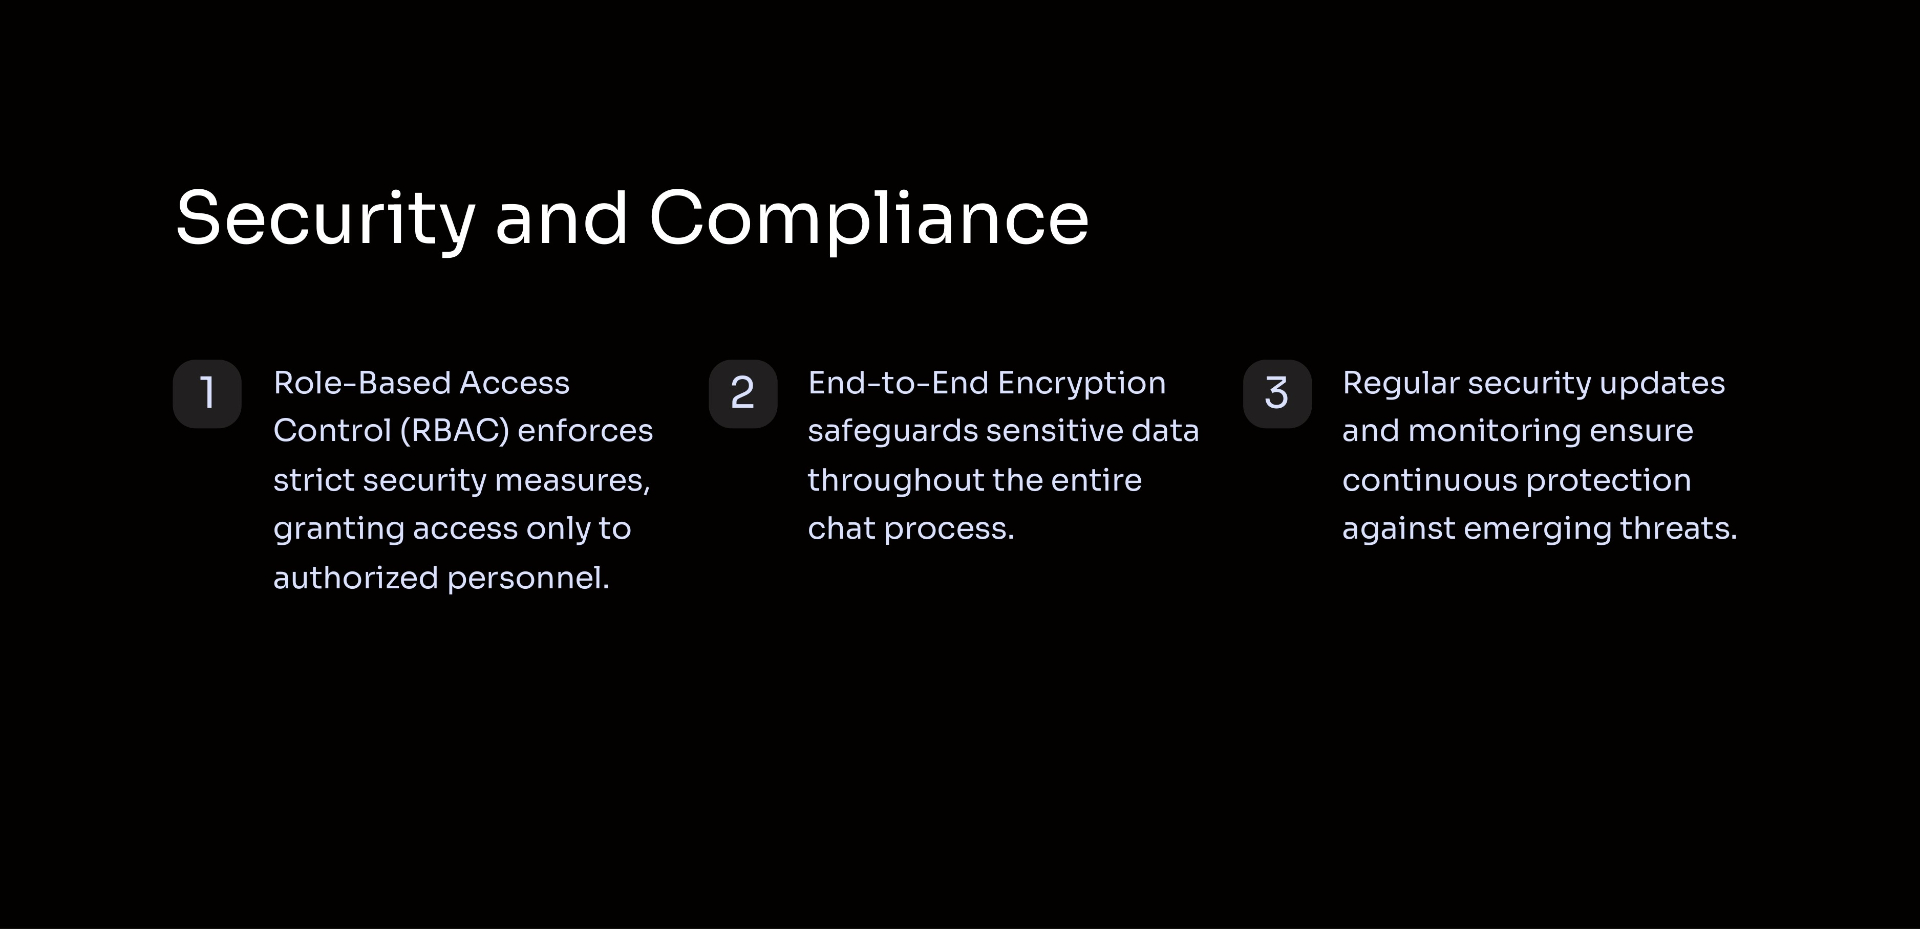 Security and Compliance
1
Role-Based Access
Control (RBAC) enforces
strict security measures,
granting access only to
authorized personnel.
2
End-to-End Encryption
safeguards sensitive data
throughout the entire
chat process.
3
Regular security updates
and monitoring ensure
continuous protection
against emerging threats.